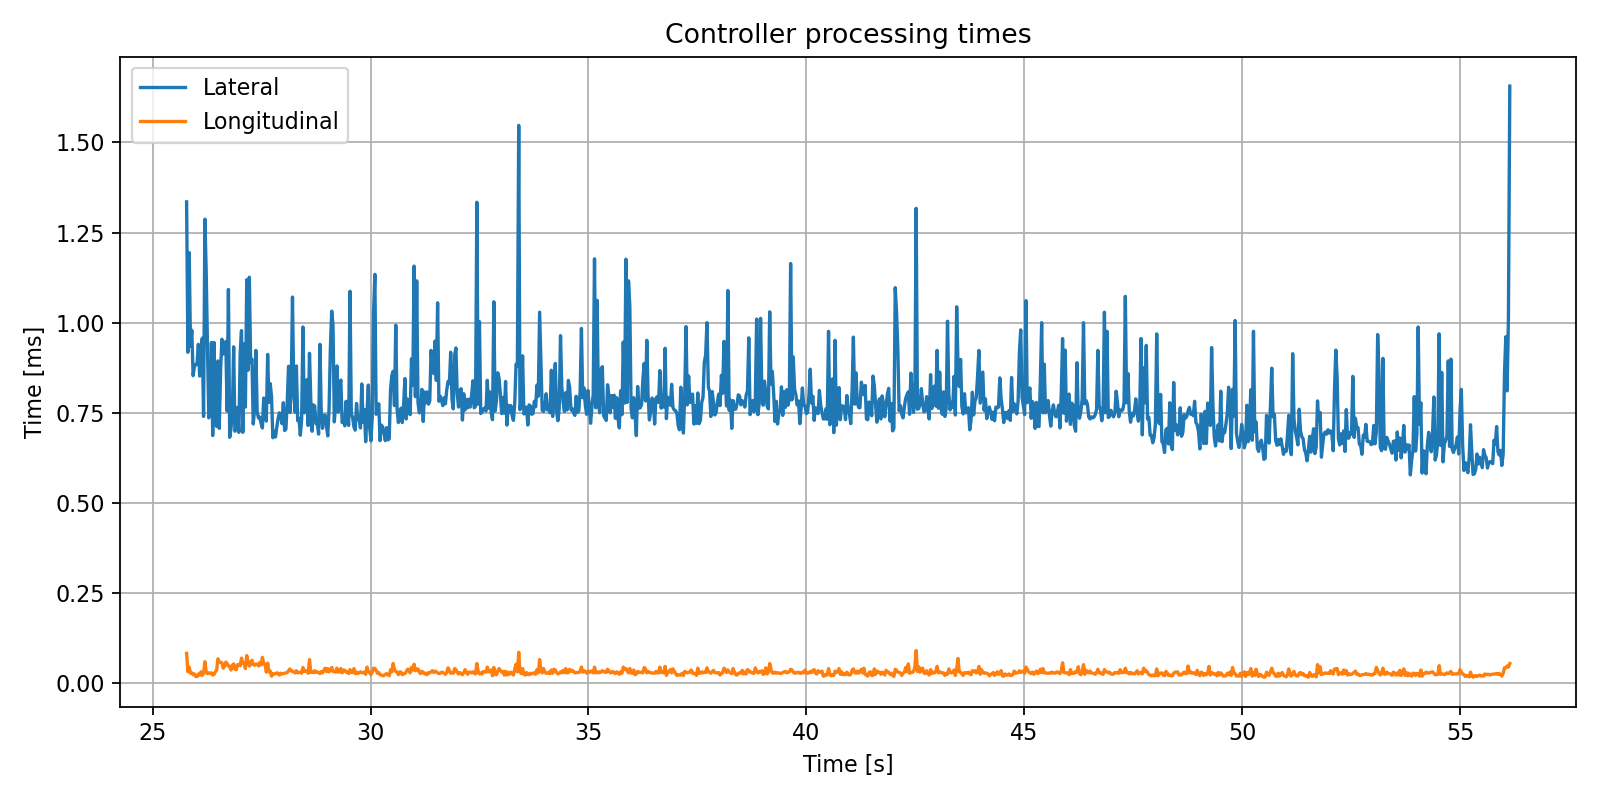 Controller processing times
Lateral
Longitudinal
Time [ms]
1.50
1.25
1.00
0.75
0.50
0.25
0.00
25 30 35 40 45 50 55
Time [s]